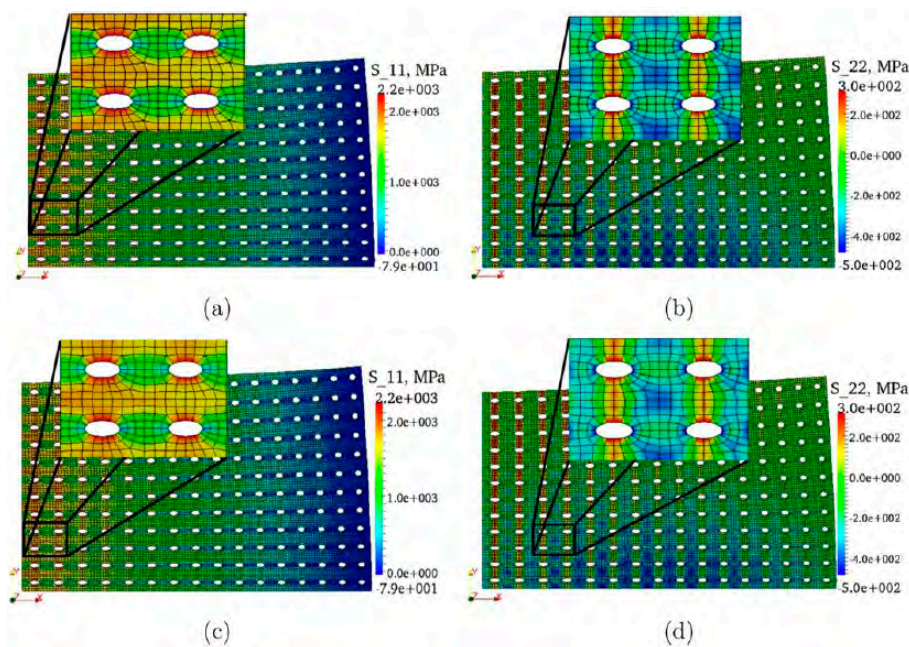 S_11, MPa
2.2e+003
2.0e+003
1.0e+003
0.0e+000
-7.9e+001
Y
Z X
(a)
S_22, MPa
3.0e+002
2.0e+002
0.0e+000
-2.0e+002
-4.0e+002
-5.0e+002
Y
Z X
(b)
S_11, MPa
2.2e+003
2.0e+003
1.0e+003
0.0e+000
-7.9e+001
Y
Z X
(c)
S_22, MPa
3.0e+002
2.0e+002
0.0e+000
-2.0e+002
-4.0e+002
-5.0e+002
Y
Z X
(d)